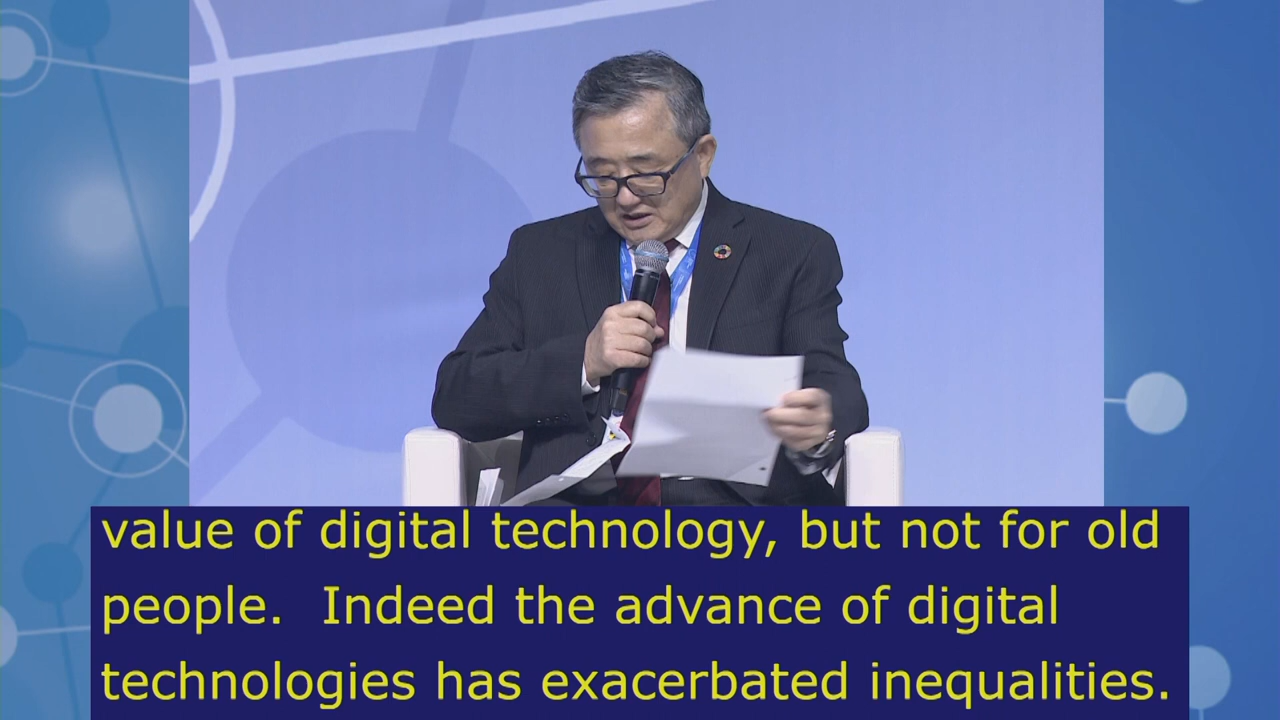 value of digital technology, but not for old
people.  Indeed the advance of digital
technologies has exacerbated inequalities.